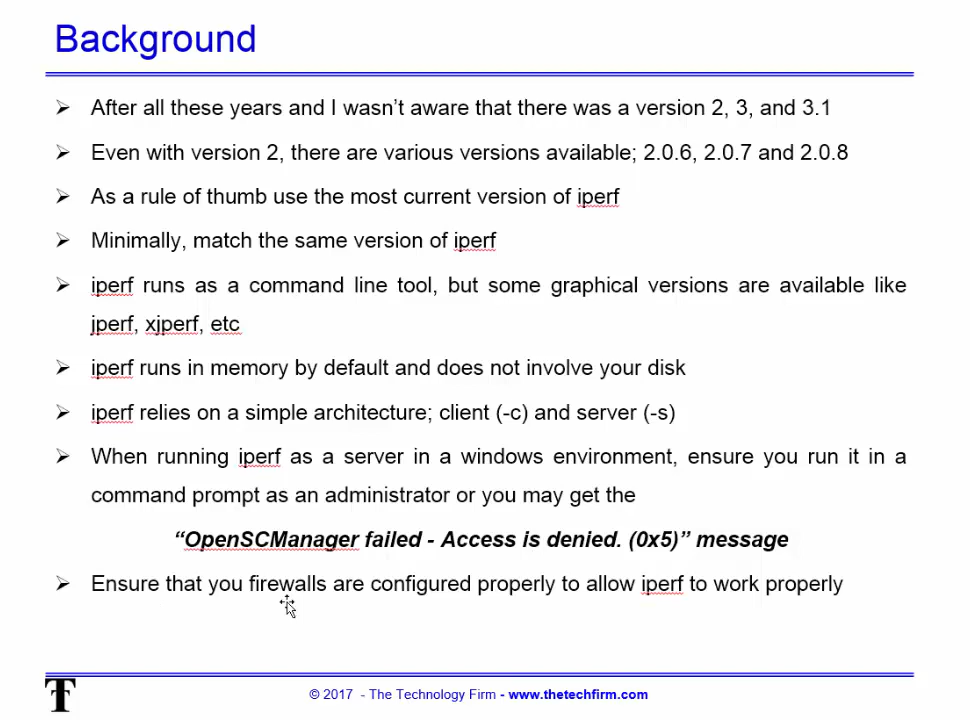 Background
➢ After all these years and I wasn't aware that there was a version 2, 3, and 3.1
➢ Even with version 2, there are various versions available; 2.0.6, 2.0.7 and 2.0.8
➢ As a rule of thumb use the most current version of iperf
➢ Minimally, match the same version of iperf
➢ iperf runs as a command line tool, but some graphical versions are available like
jperf, xjperf, etc
➢ iperf runs in memory by default and does not involve your disk
➢ iperf relies on a simple architecture; client (-c) and server (-s)
➢ When running iperf as a server in a windows environment, ensure you run it in a
command prompt as an administrator or you may get the
“OpenSCManager failed - Access is denied. (0x5)” message
➢ Ensure that you firewalls are configured properly to allow iperf to work properly
T © 2017 - The Technology Firm - www.thetechfirm.com